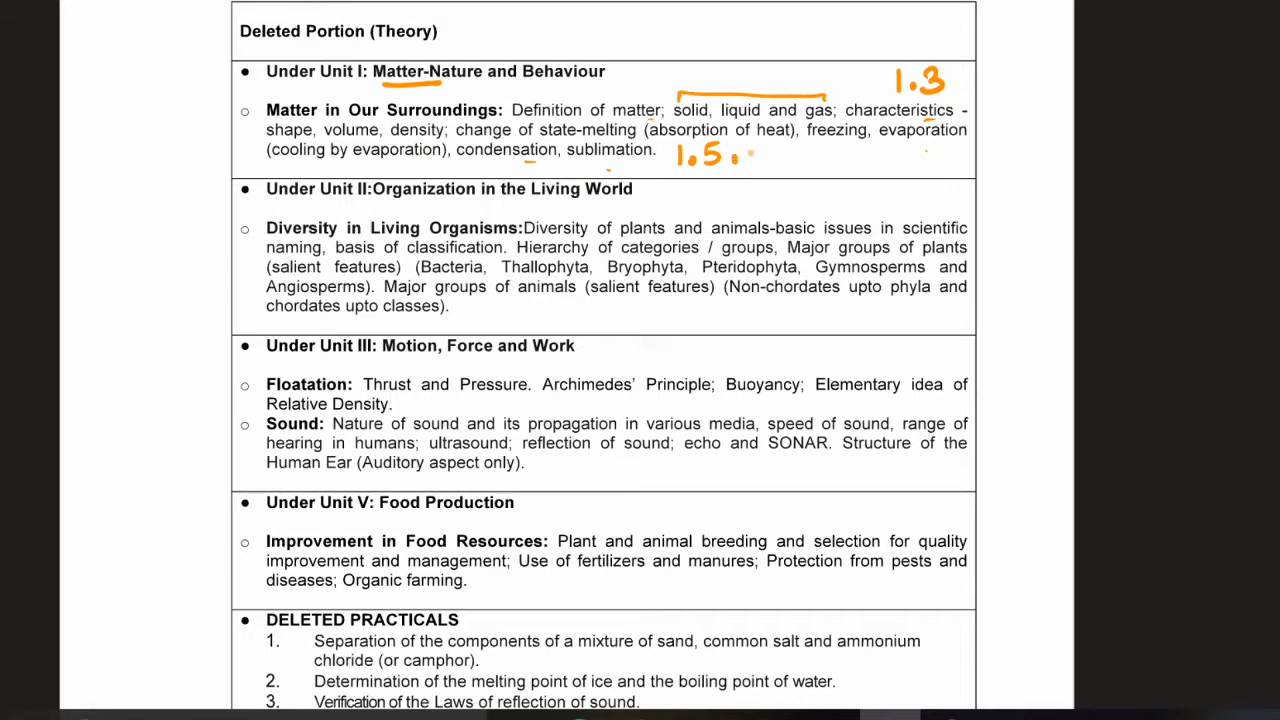 Deleted Portion (Theory)
● Under Unit I: Matter-Nature and Behaviour
1.3
○ Matter in Our Surroundings: Definition of matter; solid, liquid and gas; characteristics -
shape, volume, density; change of state-melting (absorption of heat), freezing, evaporation
(cooling by evaporation), condensation, sublimation.
1.5.
● Under Unit II:Organization in the Living World
○ Diversity in Living Organisms:Diversity of plants and animals-basic issues in scientific
naming, basis of classification. Hierarchy of categories / groups, Major groups of plants
(salient features) (Bacteria, Thallophyta, Bryophyta, Pteridophyta, Gymnosperms and
Angiosperms). Major groups of animals (salient features) (Non-chordates upto phyla and
chordates upto classes).
● Under Unit III: Motion, Force and Work
○ Floatation: Thrust and Pressure. Archimedes’ Principle; Buoyancy; Elementary idea of
Relative Density.
○ Sound: Nature of sound and its propagation in various media, speed of sound, range of
hearing in humans; ultrasound; reflection of sound; echo and SONAR. Structure of the
Human Ear (Auditory aspect only).
● Under Unit V: Food Production
○ Improvement in Food Resources: Plant and animal breeding and selection for quality
improvement and management; Use of fertilizers and manures; Protection from pests and
diseases; Organic farming.
● DELETED PRACTICALS
1. Separation of the components of a mixture of sand, common salt and ammonium
chloride (or camphor).
2. Determination of the melting point of ice and the boiling point of water.
3. Verification of the Laws of reflection of sound.